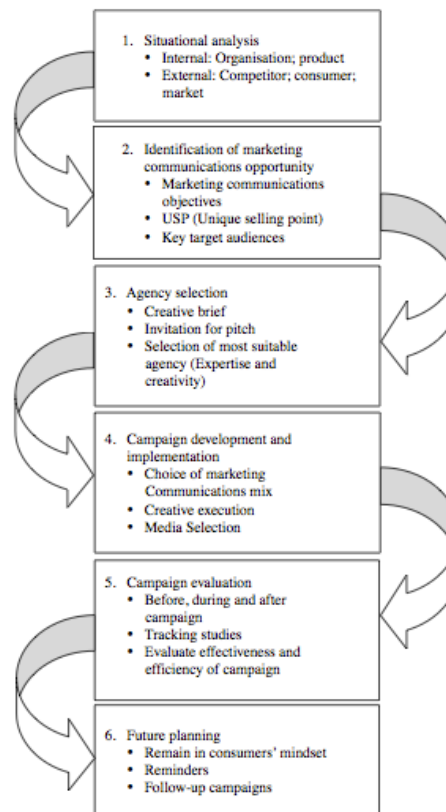 1. Situational analysis
• Internal: Organisation; product
• External: Competitor; consumer;
market
2. Identification of marketing
communications opportunity
• Marketing communications
objectives
• USP (Unique selling point)
• Key target audiences
3. Agency selection
• Creative brief
• Invitation for pitch
• Selection of most suitable
agency (Expertise and
creativity)
4. Campaign development and
implementation
• Choice of marketing
Communications mix
• Creative execution
• Media Selection
5. Campaign evaluation
• Before, during and after
campaign
• Tracking studies
• Evaluate effectiveness and
efficiency of campaign
6. Future planning
• Remain in consumers' mindset
• Reminders
• Follow-up campaigns